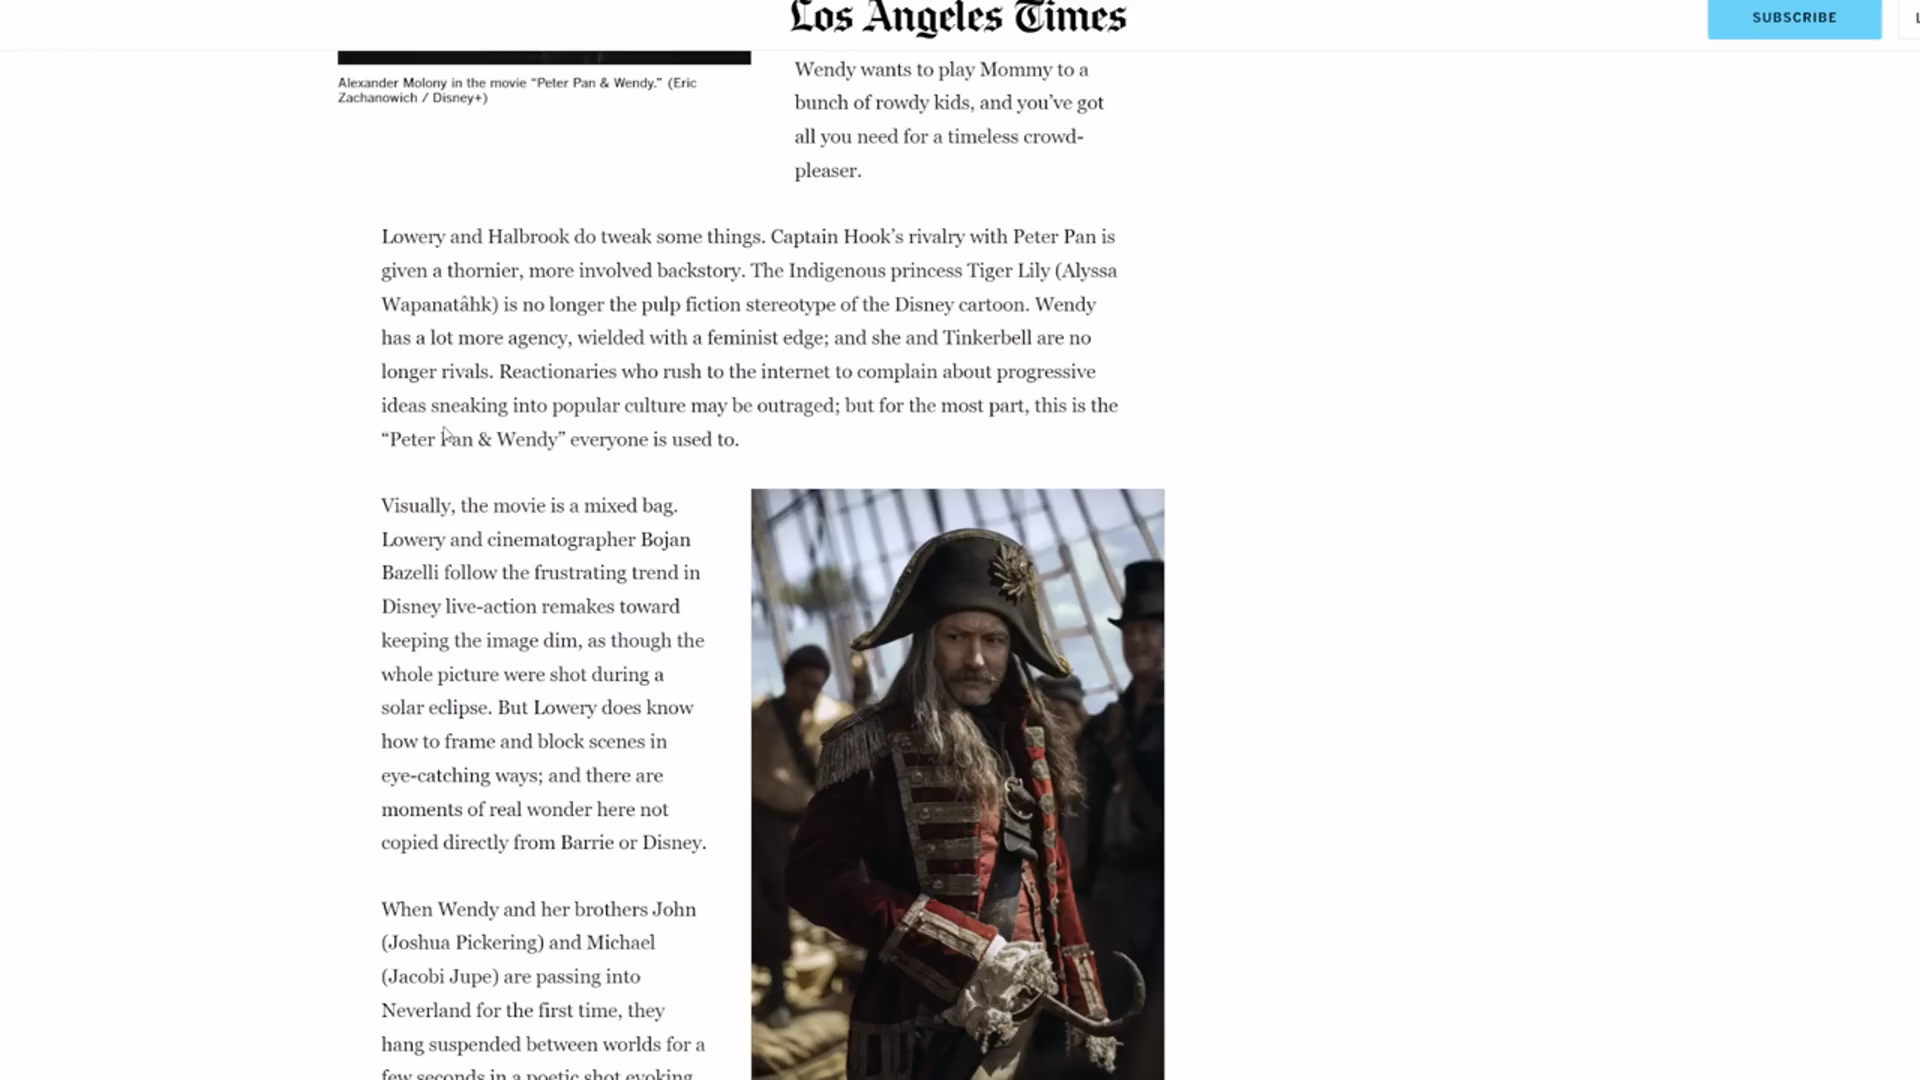 Los Angeles Times
SUBSCRIBE
Alexander Molony in the movie “Peter Pan & Wendy.” (Eric
Zachanowich / Disney+)
Wendy wants to play Mommy to a
bunch of rowdy kids, and you’ve got
all you need for a timeless crowd-
pleaser.
Lowery and Halbrook do tweak some things. Captain Hook’s rivalry with Peter Pan is
given a thornier, more involved backstory. The Indigenous princess Tiger Lily (Alyssa
Wapanatâhk) is no longer the pulp fiction stereotype of the Disney cartoon. Wendy
has a lot more agency, wielded with a feminist edge; and she and Tinkerbell are no
longer rivals. Reactionaries who rush to the internet to complain about progressive
ideas sneaking into popular culture may be outraged; but for the most part, this is the
“Peter Pan & Wendy” everyone is used to.
Visually, the movie is a mixed bag.
Lowery and cinematographer Bojan
Bazelli follow the frustrating trend in
Disney live-action remakes toward
keeping the image dim, as though the
whole picture were shot during a
solar eclipse. But Lowery does know
how to frame and block scenes in
eye-catching ways; and there are
moments of real wonder here not
copied directly from Barrie or Disney.
When Wendy and her brothers John
(Joshua Pickering) and Michael
(Jacobi Jupe) are passing into
Neverland for the first time, they
hang suspended between worlds for a
few seconds in a poetic shot evoking